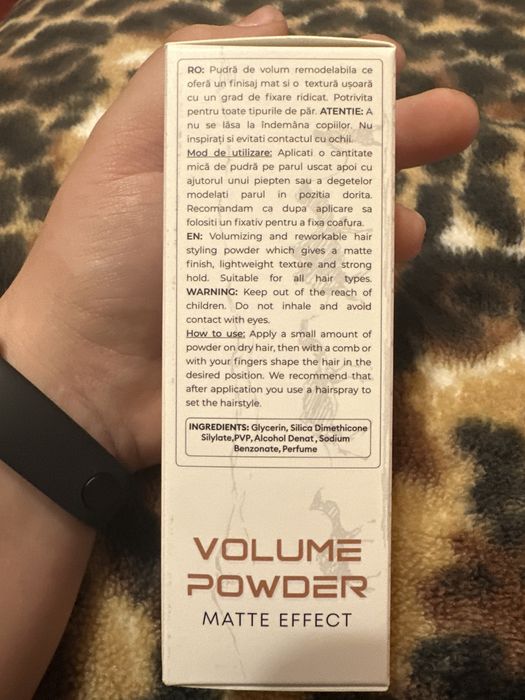 RO: Pudră de volum remodelabila ce
oferă un finisaj mat si o textură ușoară
cu un grad de fixare ridicat. Potrivita
pentru toate tipurile de păr. ATENTIE: A
nu se lăsa la îndemâna copiilor. Nu
inspirați si evitati contactul cu ochii.
Mod de utilizare: Aplicati o cantitate
mică de pudră pe parul uscat apoi cu
ajutorul unui piepten sau a degetelor
modelati parul in pozitia dorita.
Recomandam ca dupa aplicare sa
folositi un fixativ pentru a fixa coafura.
EN: Volumizing and reworkable hair
styling powder which gives a matte
finish, lightweight texture and strong
hold. Suitable for all hair types.
WARNING: Keep out of the reach of
children. Do not inhale and avoid
contact with eyes.
How to use: Apply a small amount of
powder on dry hair, then with a comb or
with your fingers shape the hair in the
desired position. We recommend that
after application you use a hairspray to
set the hairstyle.
INGREDIENTS: Glycerin, Silica Dimethicone
Silylate,PVP, Alcohol Denat , Sodium
Benzonate, Perfume
VOLUME
POWDER
MATTE EFFECT